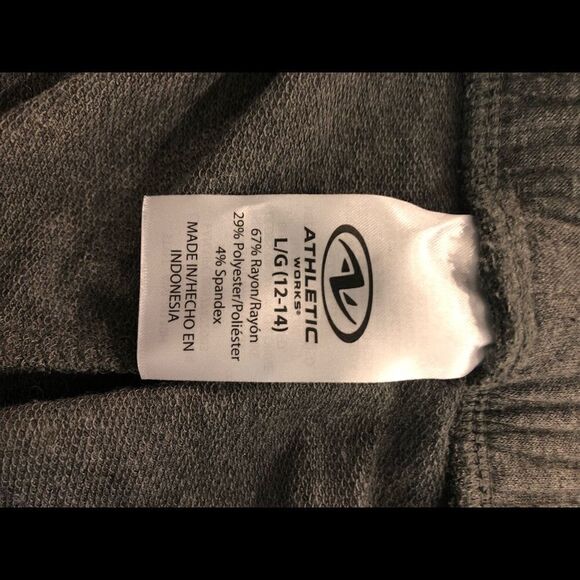 ATHLETIC
WORKS®
L/G (12-14)
67% Rayon/Rayón
29% Polyester/Poliéster
4% Spandex
MADE IN/HECHO EN
INDONESIA